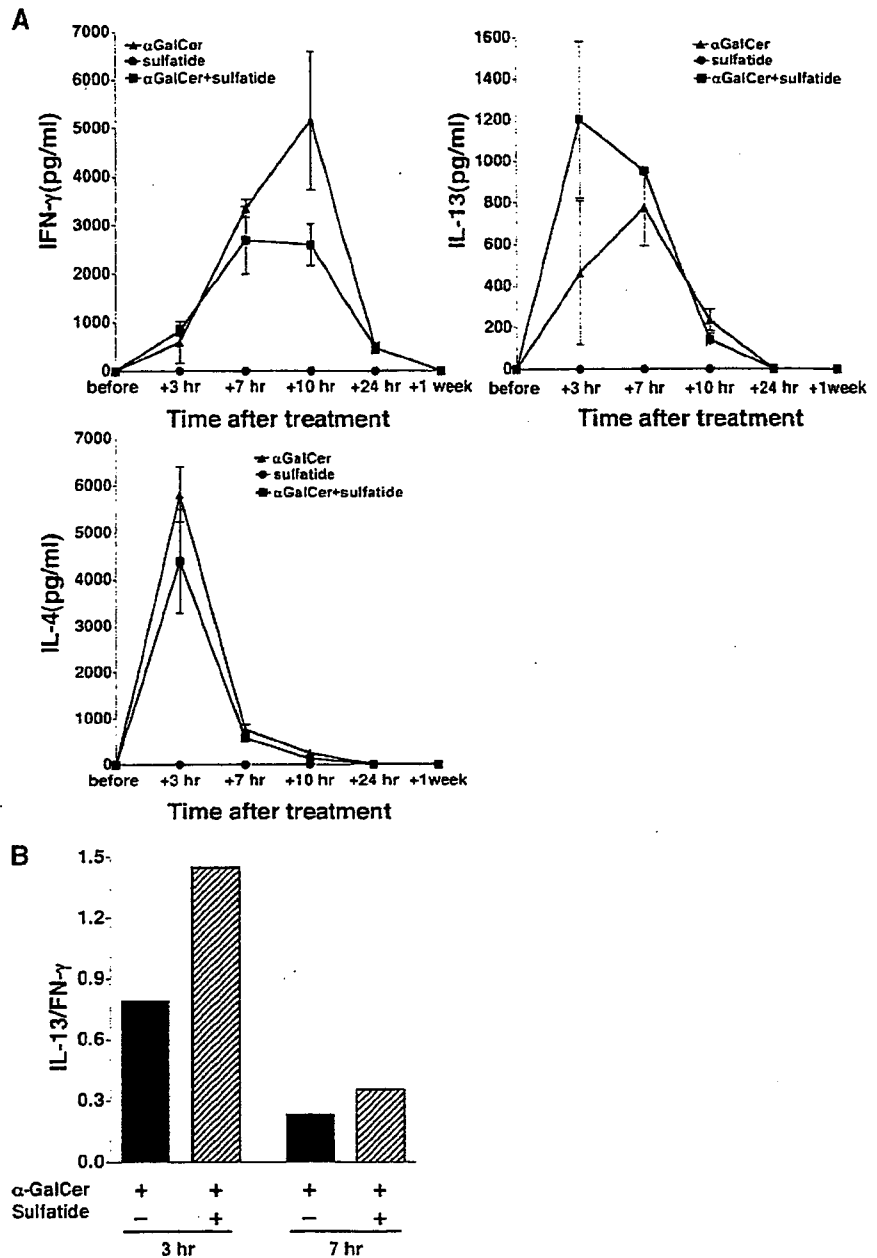 A
IFN-γ(pg/ml)
7000
6000
5000
4000
3000
2000
1000
0
αGalCer
sulfatide
αGalCer+sulfatide
before +3 hr +7 hr +10 hr +24 hr +1 week
Time after treatment
IL-13(pg/ml)
1600
1400
1200
1000
800
600
400
200
0
αGalCer
sulfatide
αGalCer+sulfatide
before +3 hr +7 hr +10 hr +24 hr +1week
Time after treatment
IL-4(pg/ml)
7000
6000
5000
4000
3000
2000
1000
0
αGalCer
sulfatide
αGalCer+sulfatide
before +3 hr +7 hr +10 hr +24 hr +1week
Time after treatment
B
IL-13/FN-γ
1.5
1.2
0.9
0.6
0.3
0.0
α-GalCer + + + +
Sulfatide − + − +
3 hr 7 hr